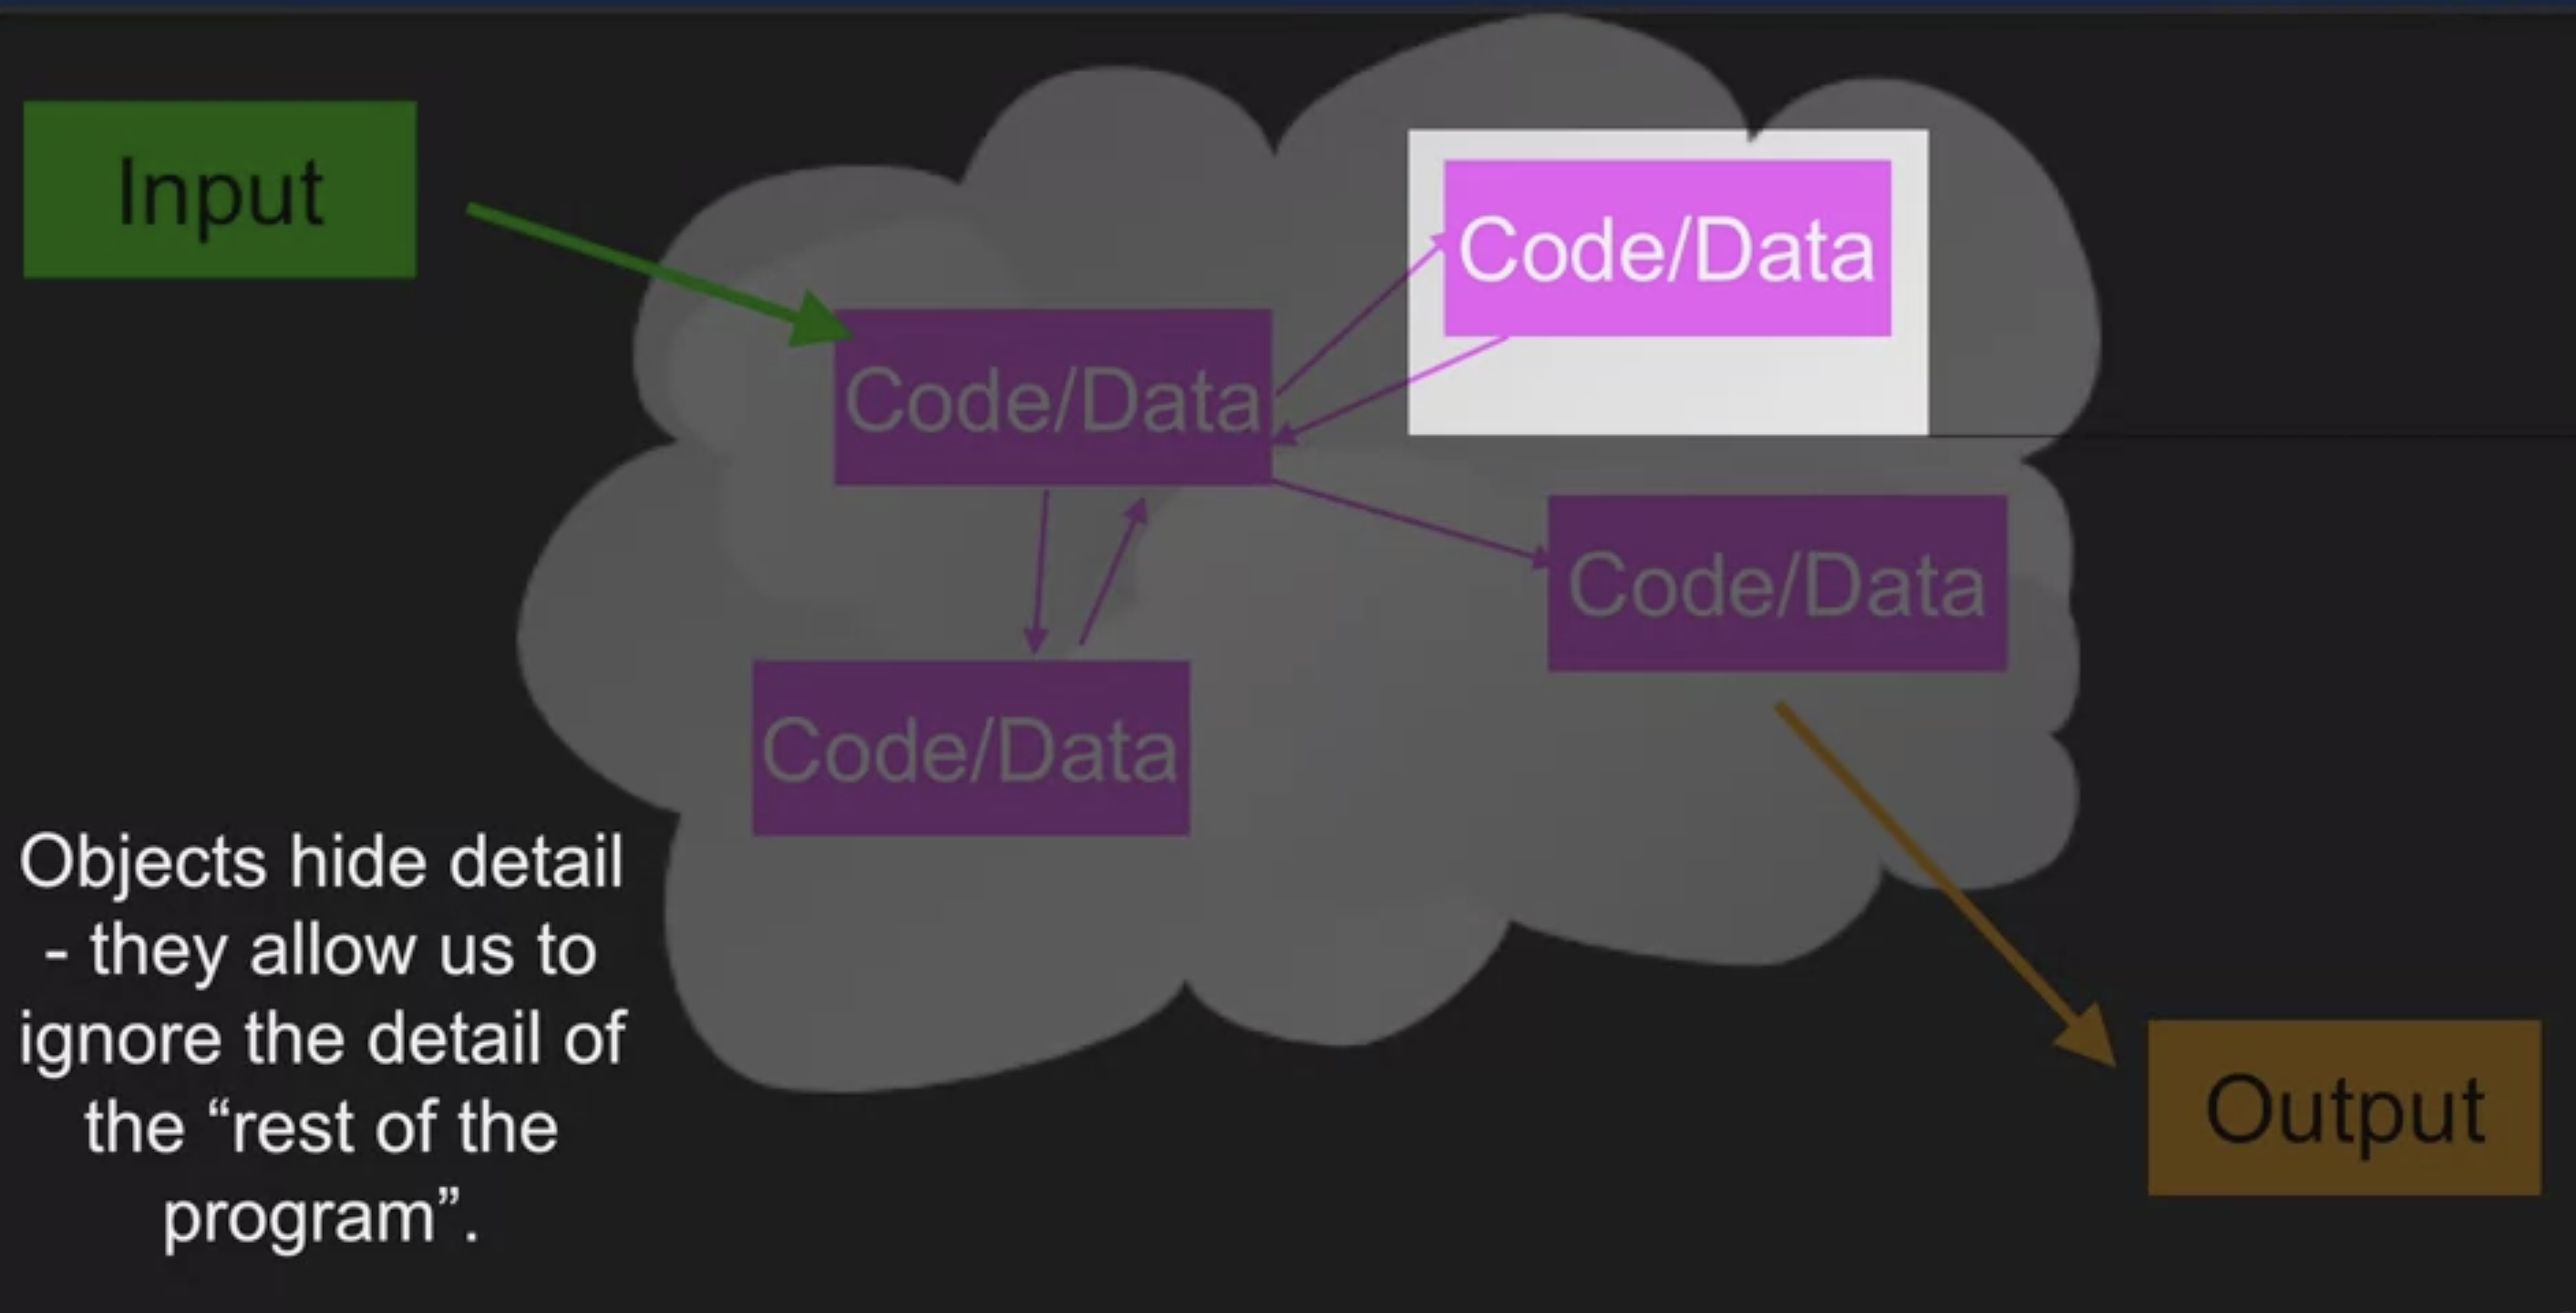 Input
Code/Data
Code/Data
Code/Data
Code/Data
Objects hide detail
- they allow us to
ignore the detail of
the “rest of the
program”.
Output